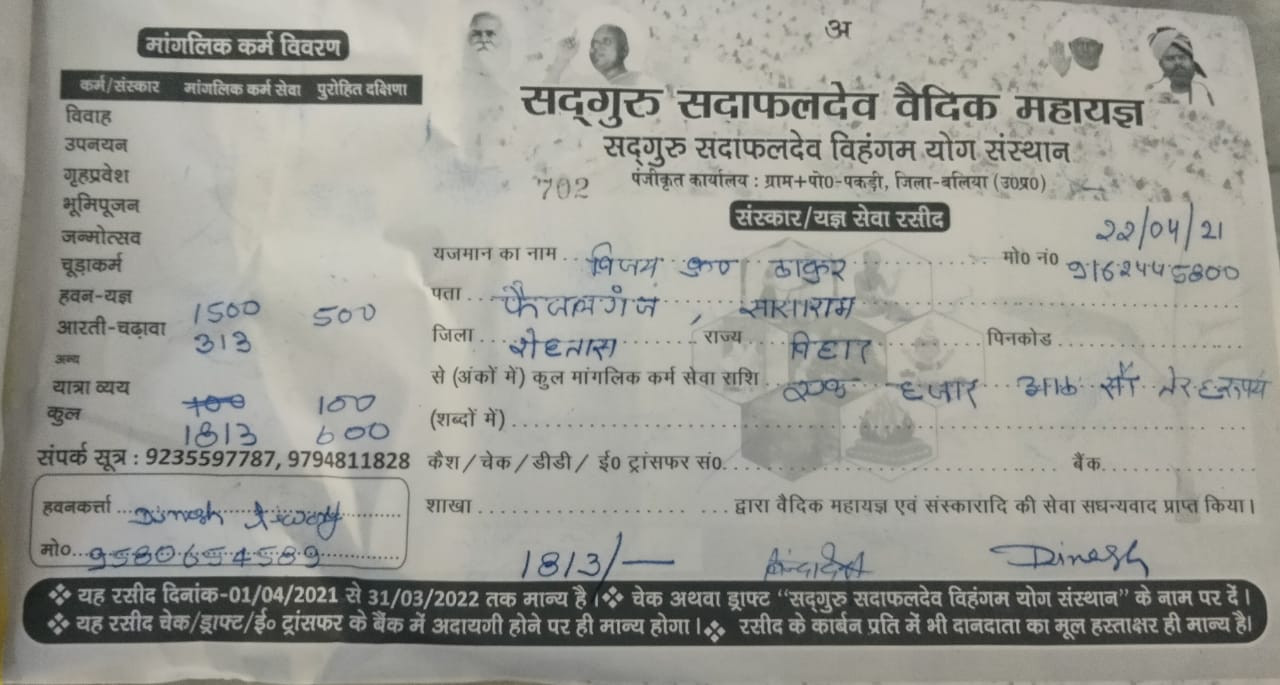 मांगलिक कर्म विवरण
कर्म/संस्कार मांगलिक कर्म सेवा पुरोहित दक्षिणा
विवाह
उपनयन
गृहप्रवेश
भूमिपूजन
जन्मोत्सव
चूड़ाकर्म
हवन-यज्ञ 1500 500
आरती-चढ़ावा 313
अन्य
यात्रा व्यय 100 100
कुल 1813 600
संपर्क सूत्र : 9235597787, 9794811828
हवनकर्त्ता Dinesh
मो० 9580654589
अ
सद्‌गुरु सदाफलदेव वैदिक महायज्ञ
सद्‌गुरु सदाफलदेव विहंगम योग संस्थान
702 पंजीकृत कार्यालय : ग्राम+पो०-पकड़ी, जिला-बलिया (उ०प्र०)
संस्कार/यज्ञ सेवा रसीद
22/04/21
यजमान का नाम विजय कु० ठाकुर मो० नं० 9162445800
पता फैजलगंज, सासाराम
जिला रोहतास राज्य बिहार पिनकोड
से (अंकों में) कुल मांगलिक कर्म सेवा राशि एक हजार आठ सौ तेरह रूपये
(शब्दों में)
कैश / चेक / डीडी / ई० ट्रांसफर सं०. बैंक
शाखा द्वारा वैदिक महायज्ञ एवं संस्कारादि की सेवा सधन्यवाद प्राप्त किया।
1813/— Dinesh
❖ यह रसीद दिनांक-01/04/2021 से 31/03/2022 तक मान्य है। ❖ चेक अथवा ड्राफ्ट “सद्‌गुरु सदाफलदेव विहंगम योग संस्थान” के नाम पर दें।
❖ यह रसीद चेक/ड्राफ्ट/ई० ट्रांसफर के बैंक में अदायगी होने पर ही मान्य होगा। ❖ रसीद के कार्बन प्रति में भी दानदाता का मूल हस्ताक्षर ही मान्य है।